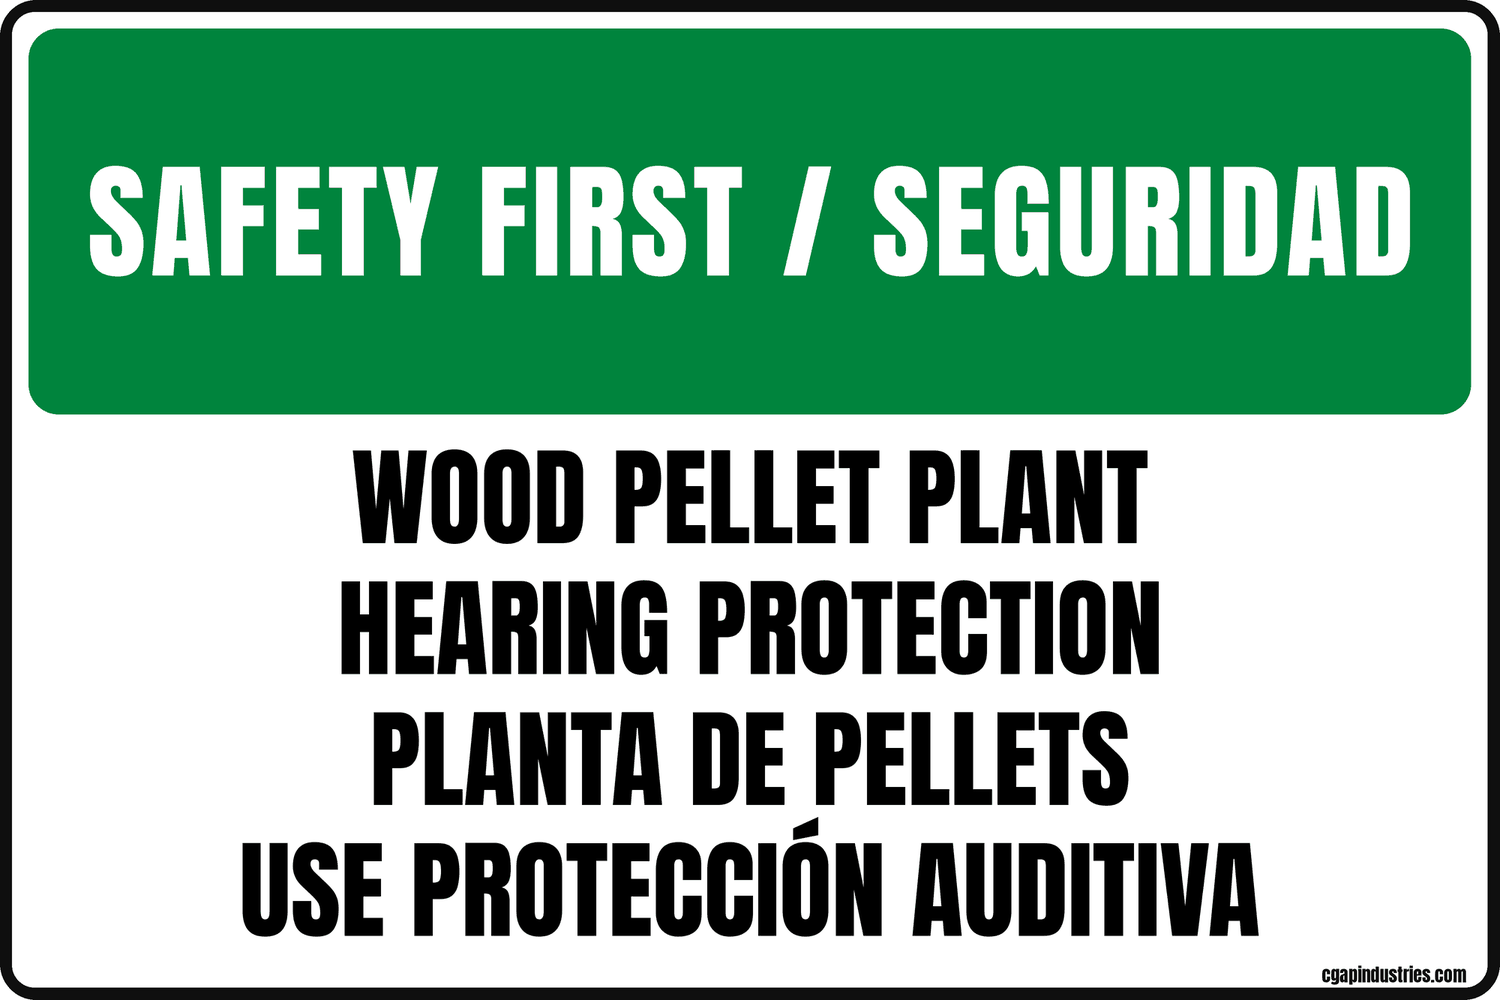 SAFETY FIRST / SEGURIDAD
WOOD PELLET PLANT
HEARING PROTECTION
PLANTA DE PELLETS
USE PROTECCIÓN AUDITIVA
cgapindustries.com